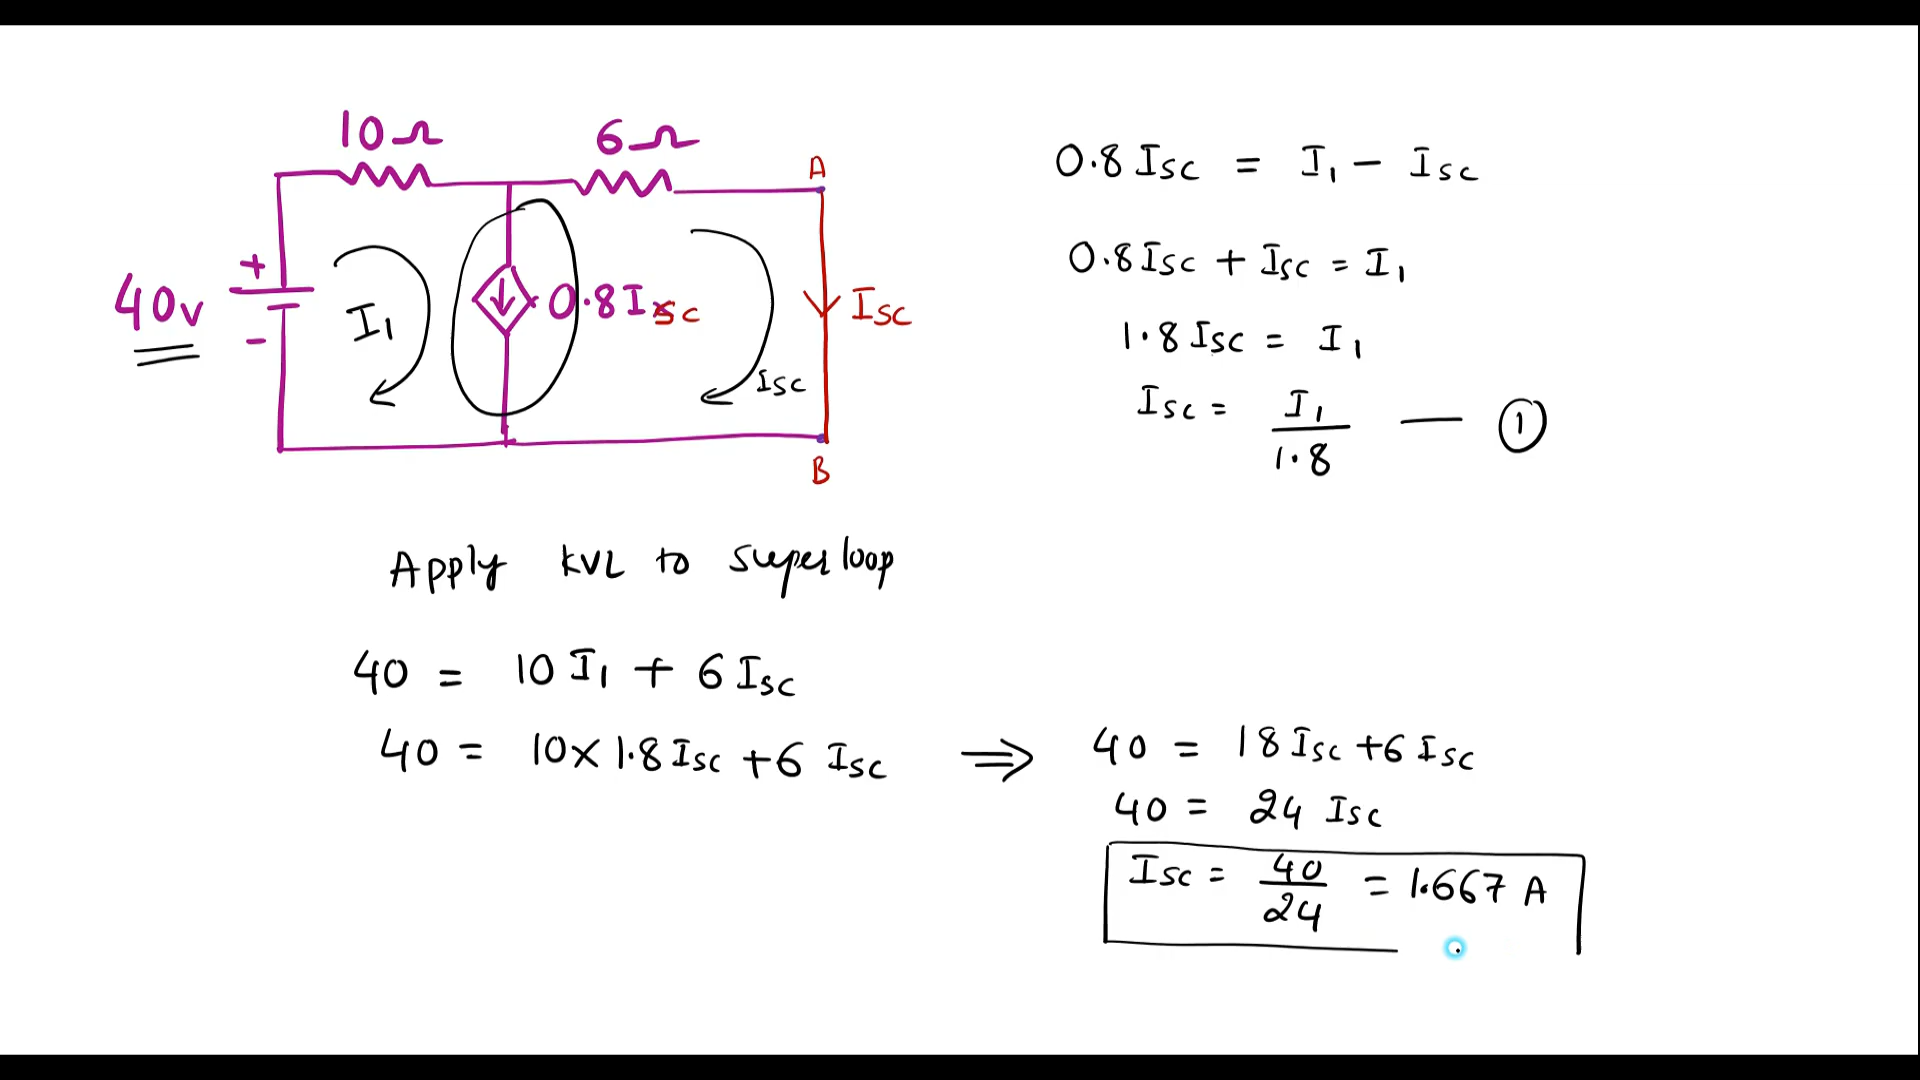 10Ω
6Ω
A
+
40v
-
I₁
0.8Isc
Isc
Isc
B
0.8 Isc = I₁ - Isc
0.8 Isc + Isc = I₁
1.8 Isc = I₁
Isc = I₁/1.8 — ①
Apply KVL to super loop
40 = 10 I₁ + 6 Isc
40 = 10 × 1.8 Isc + 6 Isc ⇒ 40 = 18 Isc + 6 Isc
40 = 24 Isc
Isc = 40/24 = 1.667 A